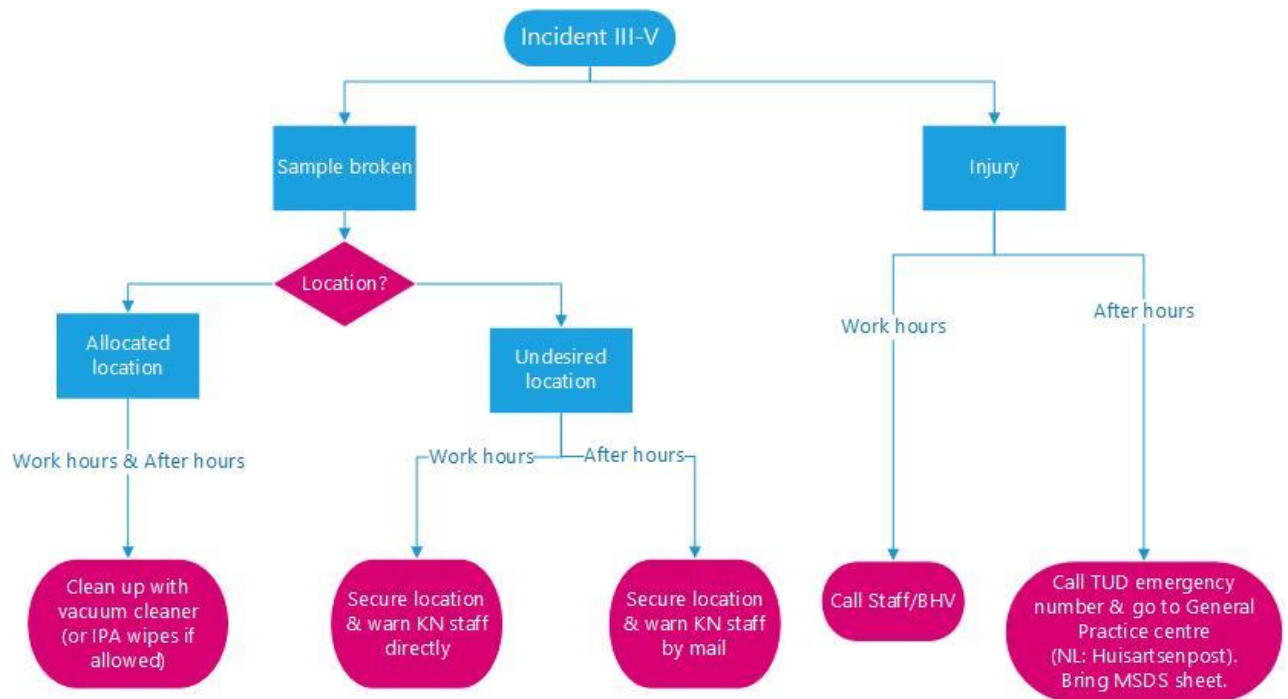 Incident III-V
Sample broken
Injury
Location?
Allocated
location
Undesired
location
Work hours
After hours
Work hours & After hours
Work hours
After hours
Clean up with
vacuum cleaner
(or IPA wipes if
allowed)
Secure location
& warn KN staff
directly
Secure location
& warn KN staff
by mail
Call Staff/BHV
Call TUD emergency
number & go to General
Practice centre
(NL: Huisartsenpost).
Bring MSDS sheet.